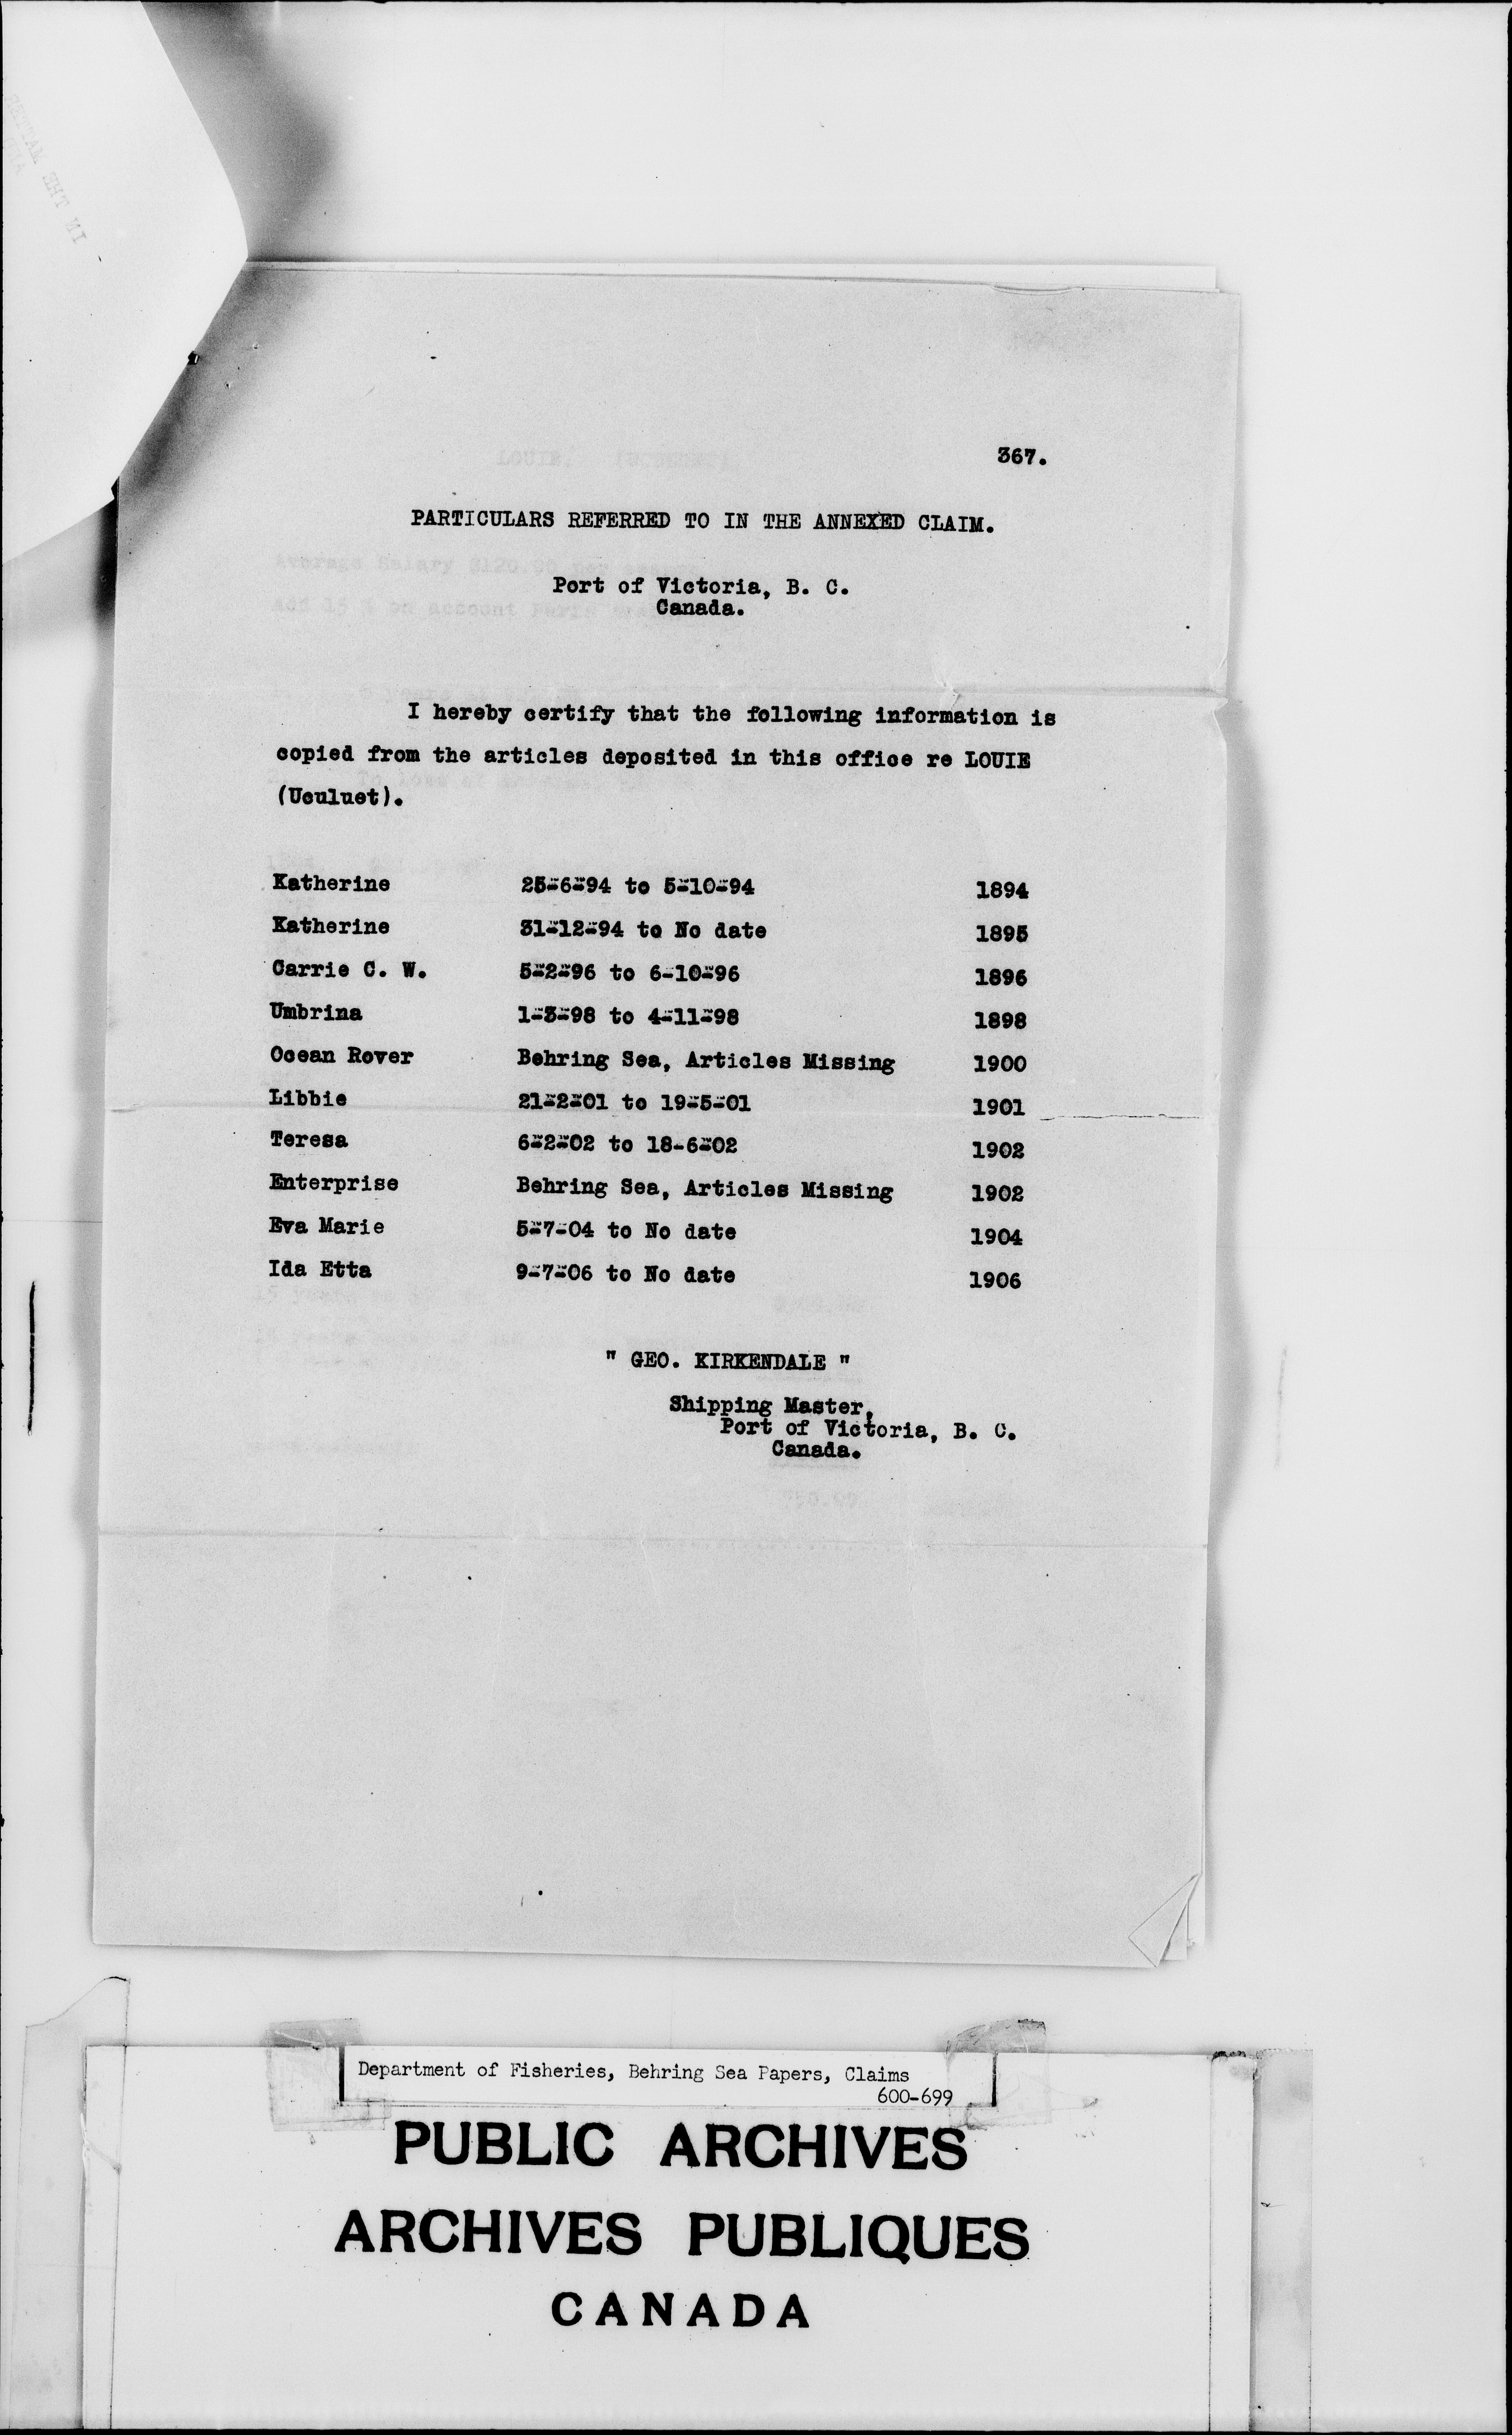 367.
PARTICULARS REFERRED TO IN THE ANNEXED CLAIM.
Port of Victoria, B. C.
Canada.
I hereby certify that the following information is
copied from the articles deposited in this office re LOUIE
(Uculuet).
Katherine 25-6-94 to 5-10-94 1894
Katherine 31-12-94 to No date 1895
Carrie C. W. 5-2-96 to 6-10-96 1896
Umbrina 1-3-98 to 4-11-98 1898
Ocean Rover Behring Sea, Articles Missing 1900
Libbie 21-2-01 to 19-5-01 1901
Teresa 6-2-02 to 18-6-02 1902
Enterprise Behring Sea, Articles Missing 1902
Eva Marie 5-7-04 to No date 1904
Ida Etta 9-7-06 to No date 1906
" GEO. KIRKENDALE "
Shipping Master,
Port of Victoria, B. C.
Canada.
Department of Fisheries, Behring Sea Papers, Claims
600-699
PUBLIC ARCHIVES
ARCHIVES PUBLIQUES
CANADA